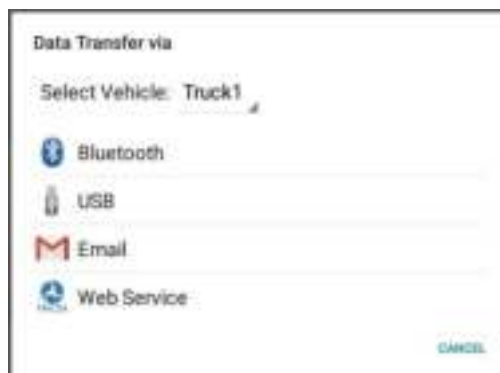 Data Transfer via
Select Vehicle: Truck1
Bluetooth
USB
Email
Web Service
CANCEL